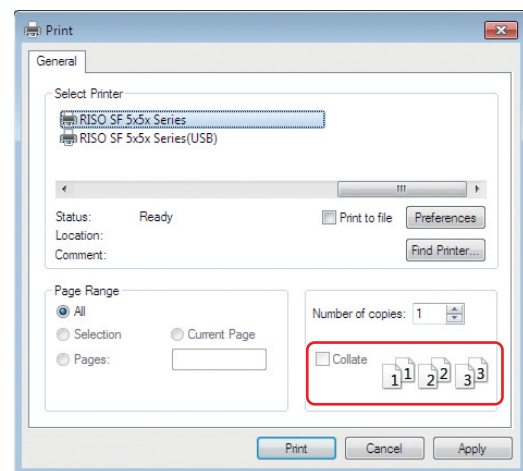 Print
General
Select Printer
RISO SF 5x5x Series
RISO SF 5x5x Series(USB)
Status: Ready
Print to file
Preferences
Location:
Comment:
Find Printer...
Page Range
All
Selection
Current Page
Pages:
Number of copies: 1
Collate
1 1 2 2 3 3
Print Cancel Apply